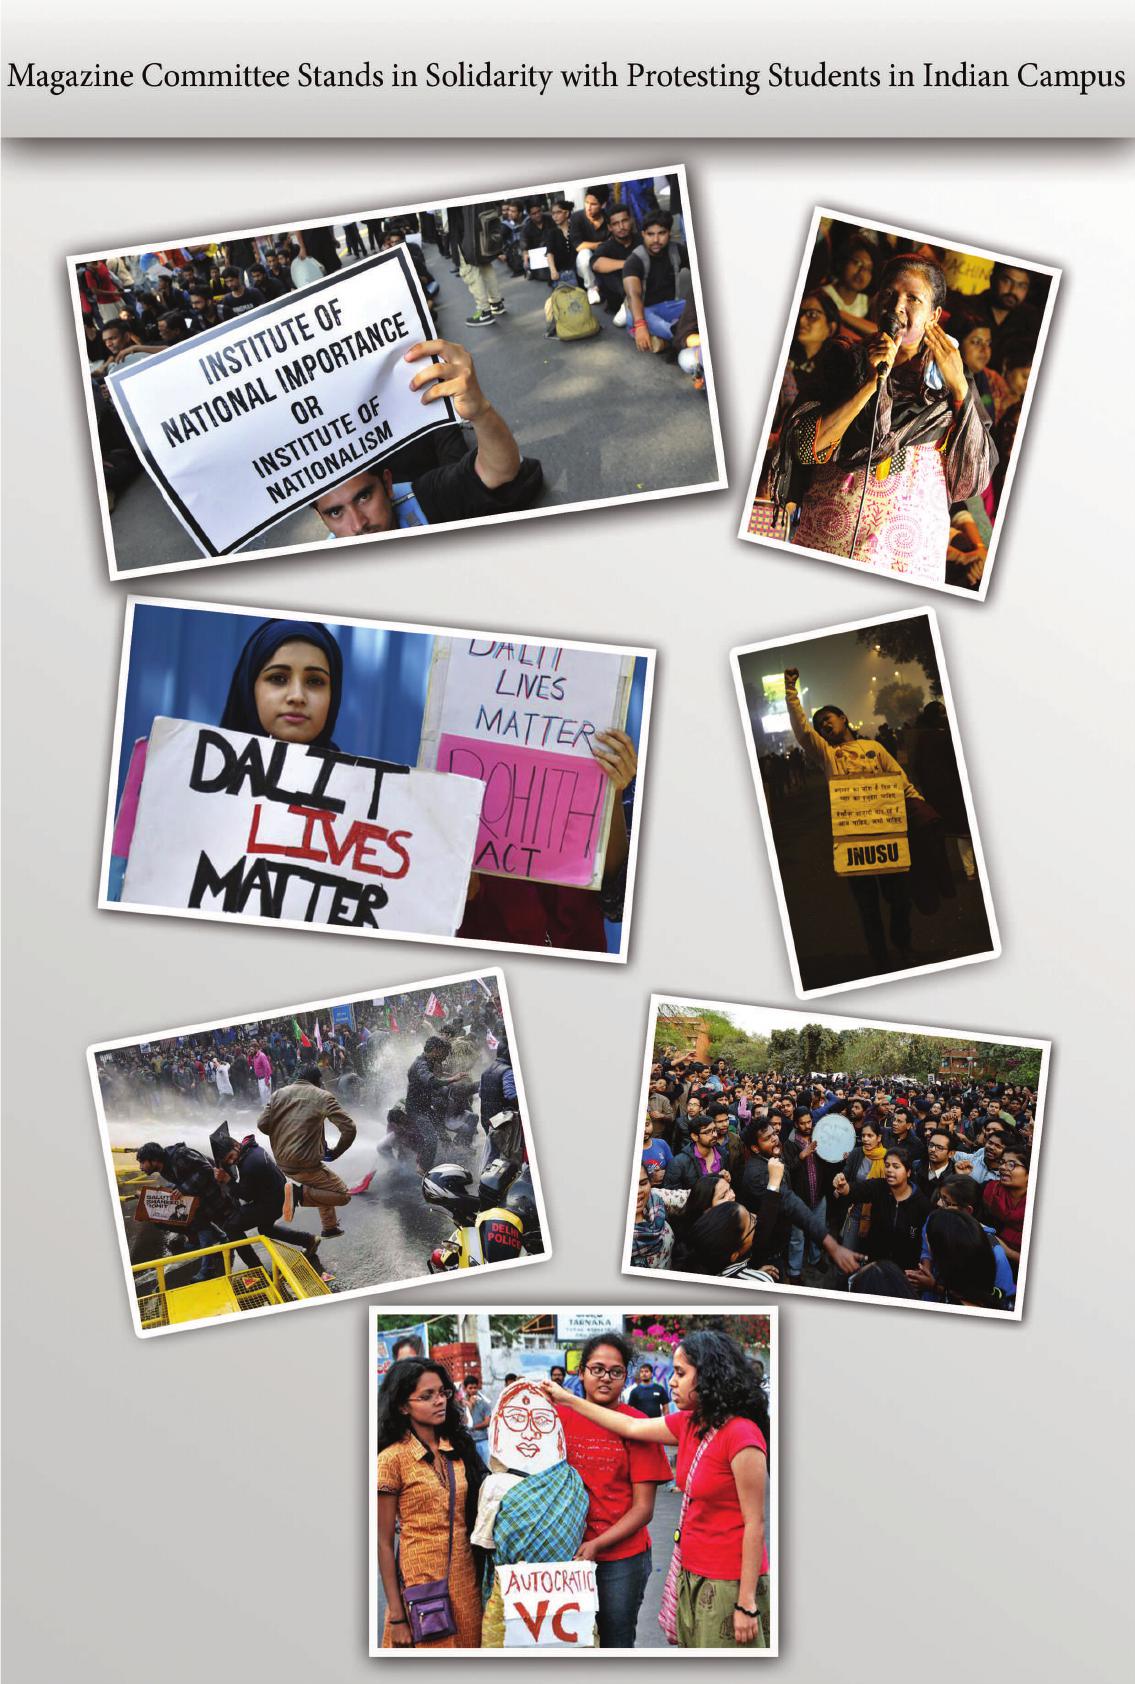 Magazine Committee Stands in Solidarity with Protesting Students in Indian Campus
INSTITUTE OF
NATIONAL IMPORTANCE
OR
INSTITUTE OF
NATIONALISM
DALIT
LIVES
MATTER
DALIT
LIVES
MATTER
ROHITH
ACT
JNUSU
DELHI
POLICE
TARNAKA
AUTOCRATIC
VC